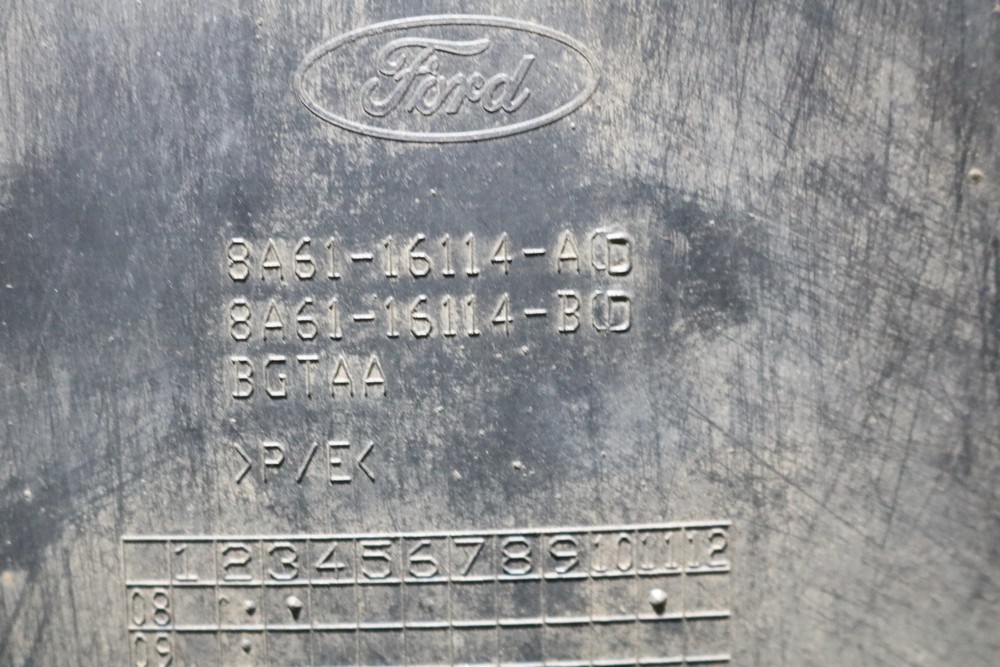 Ford
8A61-16114-AD
8A61-16114-BD
BGTAA
>P/E<
1 2 3 4 5 6 7 8 9 10 11 12
08
09